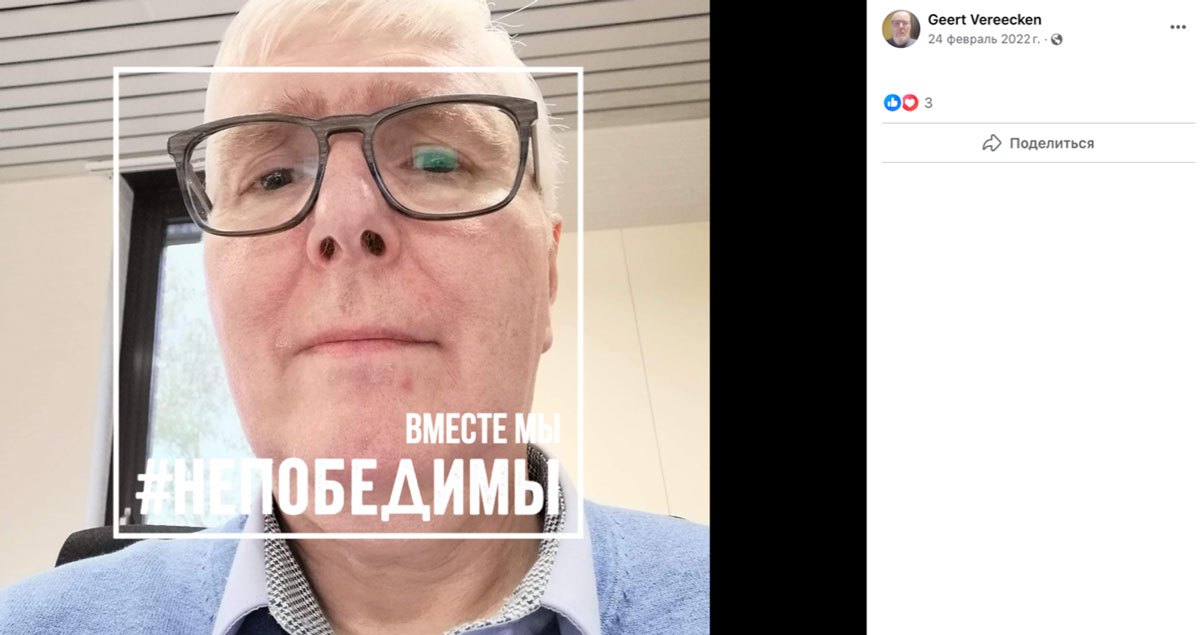 ВМЕСТЕ МЫ
#НЕПОБЕДИМЫ
Geert Vereecken
24 февраль 2022 г. ·
3
Поделиться